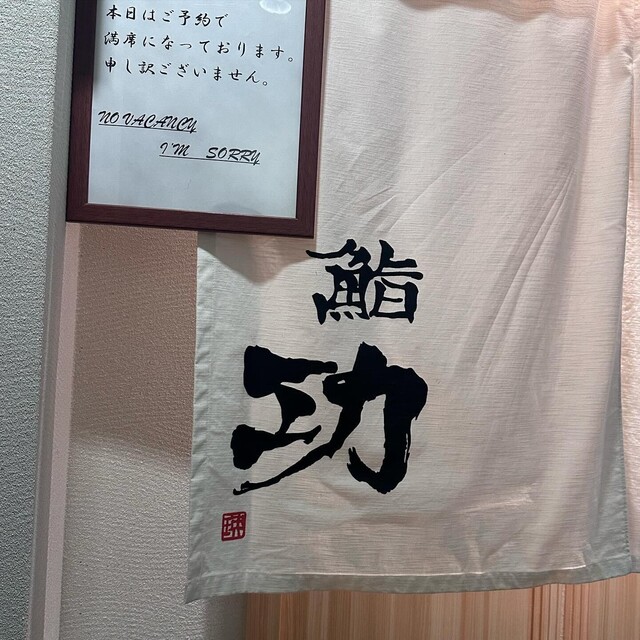 本日はご予約で
満席になっております。
申し訳ございません。
NO VACANCY
I'M SORRY
鮨
功